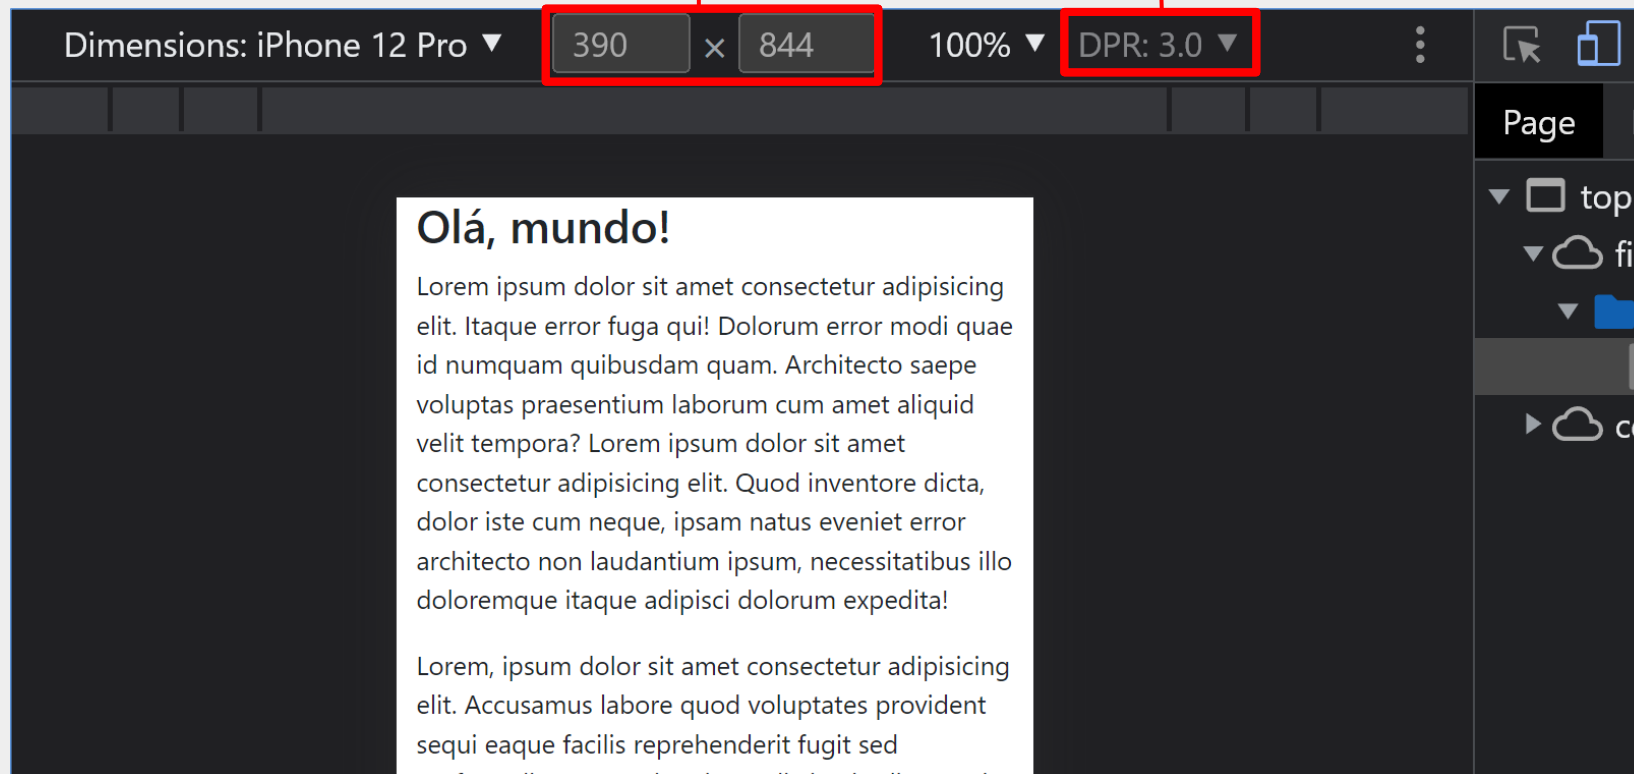 Dimensions: iPhone 12 Pro ▼ 390 × 844 100% ▼ DPR: 3.0 ▼
Page
top
Olá, mundo!
Lorem ipsum dolor sit amet consectetur adipisicing
elit. Itaque error fuga qui! Dolorum error modi quae
id numquam quibusdam quam. Architecto saepe
voluptas praesentium laborum cum amet aliquid
velit tempora? Lorem ipsum dolor sit amet
consectetur adipisicing elit. Quod inventore dicta,
dolor iste cum neque, ipsam natus eveniet error
architecto non laudantium ipsum, necessitatibus illo
doloremque itaque adipisci dolorum expedita!
Lorem, ipsum dolor sit amet consectetur adipisicing
elit. Accusamus labore quod voluptates provident
sequi eaque facilis reprehenderit fugit sed